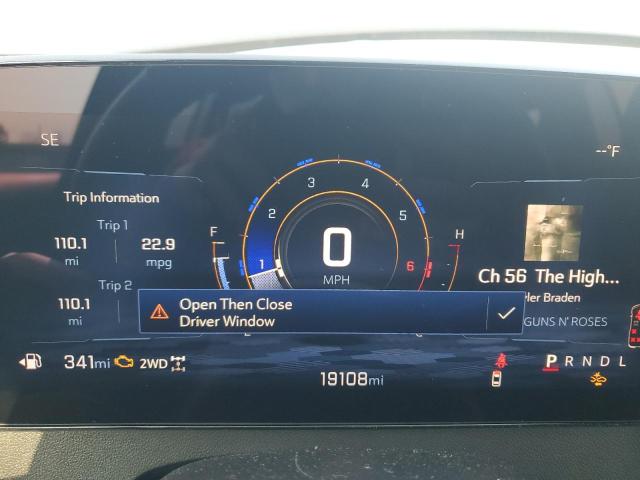 SE
--°F
Trip Information
Trip 1
110.1 mi
22.9 mpg
Trip 2
110.1 mi
1
2
3
4
5
6
F
H
0
MPH
Ch 56 The High...
ler Braden
GUNS N' ROSES
Open Then Close
Driver Window
341mi
2WD
19108mi
P R N D L